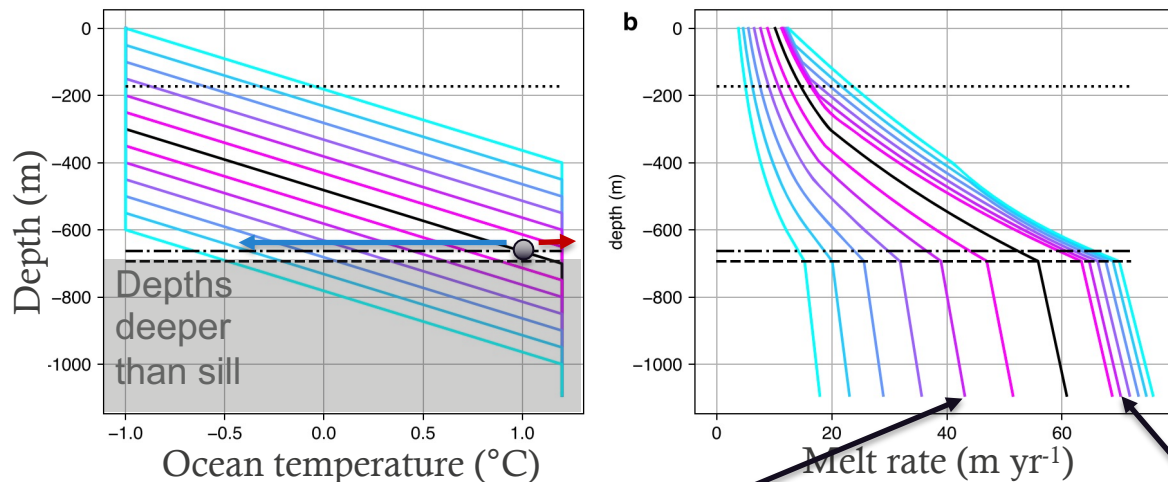 b
0
−200
−400
−600
−800
-1000
Depth (m)
Depths
deeper
than sill
−1.0
−0.5
0.0
0.5
1.0
Ocean temperature (°C)
0
−200
−400
−600
−800
−1000
depth (m)
0
20
40
60
Melt rate (m yr-1)